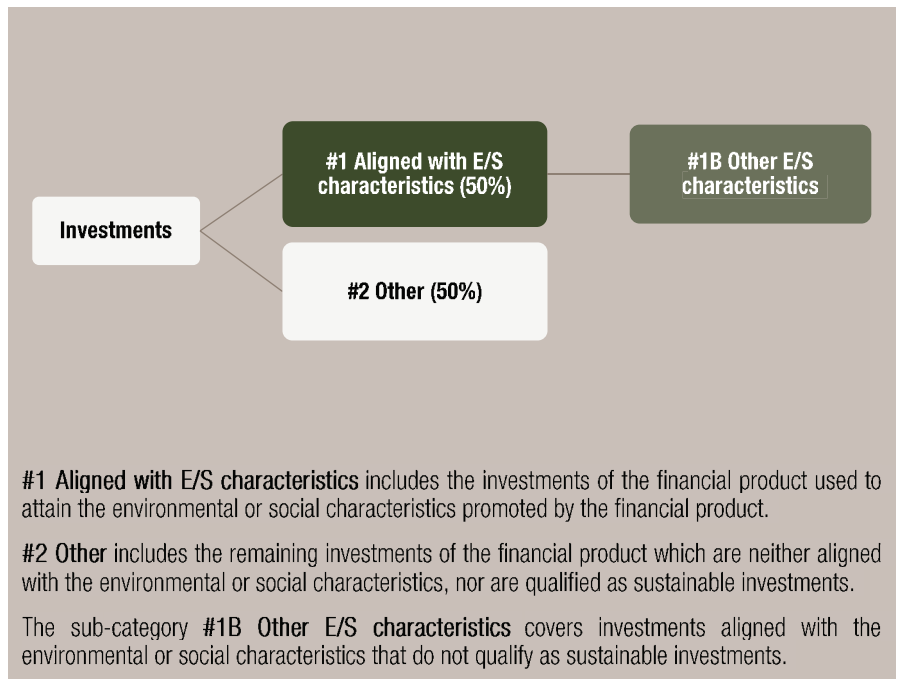 #1 Aligned with E/S
characteristics (50%)
#1B Other E/S
characteristics
Investments
#2 Other (50%)
#1 Aligned with E/S characteristics includes the investments of the financial product used to
attain the environmental or social characteristics promoted by the financial product.
#2 Other includes the remaining investments of the financial product which are neither aligned
with the environmental or social characteristics, nor are qualified as sustainable investments.
The sub-category #1B Other E/S characteristics covers investments aligned with the
environmental or social characteristics that do not qualify as sustainable investments.